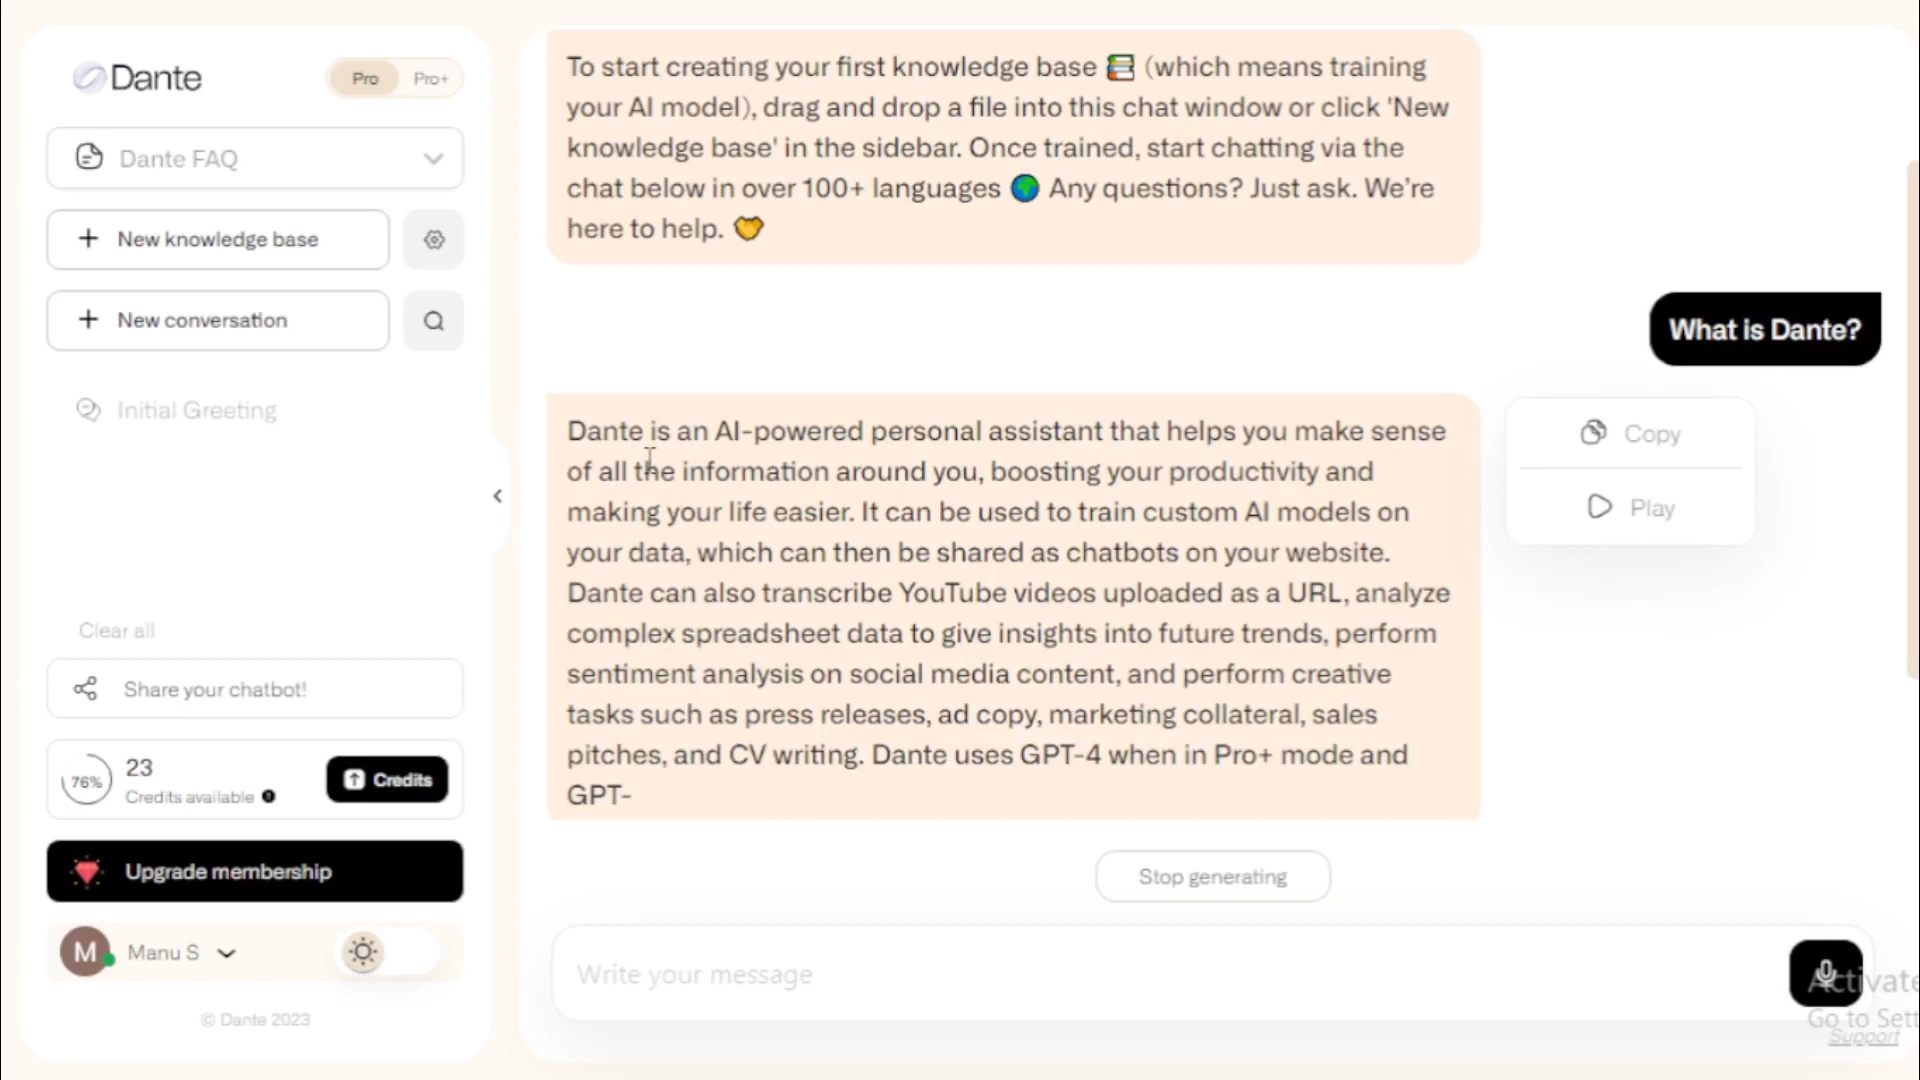 Dante
Pro Pro+
Dante FAQ
New knowledge base
New conversation
Initial Greeting
Clear all
Share your chatbot!
76%
23
Credits available
Credits
Upgrade membership
M
Manu S
© Dante 2023
To start creating your first knowledge base 📚 (which means training
your AI model), drag and drop a file into this chat window or click 'New
knowledge base' in the sidebar. Once trained, start chatting via the
chat below in over 100+ languages 🌍 Any questions? Just ask. We’re
here to help. 🤝
What is Dante?
Dante is an AI-powered personal assistant that helps you make sense
of all the information around you, boosting your productivity and
making your life easier. It can be used to train custom AI models on
your data, which can then be shared as chatbots on your website.
Dante can also transcribe YouTube videos uploaded as a URL, analyze
complex spreadsheet data to give insights into future trends, perform
sentiment analysis on social media content, and perform creative
tasks such as press releases, ad copy, marketing collateral, sales
pitches, and CV writing. Dante uses GPT-4 when in Pro+ mode and
GPT-
Copy
Play
Stop generating
Write your message
Activate
Go to Sett
Support